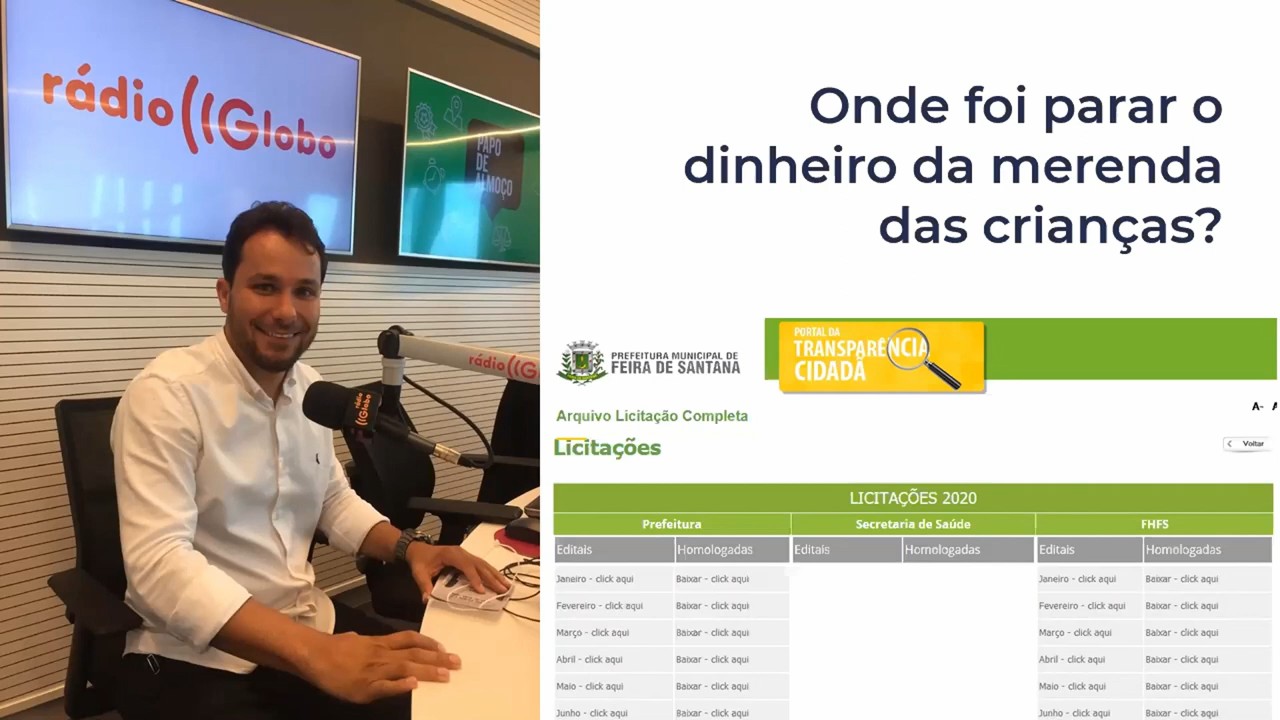 rádio Globo
PAPO
DE
ALMOÇO
rádio
rádio
Globo
Onde foi parar o
dinheiro da merenda
das crianças?
PREFEITURA MUNICIPAL DE
FEIRA DE SANTANA
PORTAL DA
TRANSPARÊNCIA
CIDADÃ
A-
Arquivo Licitação Completa
Licitações
Voltar
LICITAÇÕES 2020
Prefeitura Secretaria de Saúde FHFS
Editais Homologadas Editais Homologadas Editais Homologadas
Janeiro - click aqui Baixar - click aqui Janeiro - click aqui Baixar - click aqui
Fevereiro - click aqui Baixar - click aqui Fevereiro - click aqui Baixar - click aqui
Março - click aqui Baixar - click aqui Março - click aqui Baixar - click aqui
Abril - click aqui Baixar - click aqui Abril - click aqui Baixar - click aqui
Maio - click aqui Baixar - click aqui Maio - click aqui Baixar - click aqui
Junho - click aqui Baixar - click aqui Junho - click aqui Baixar - click aqui